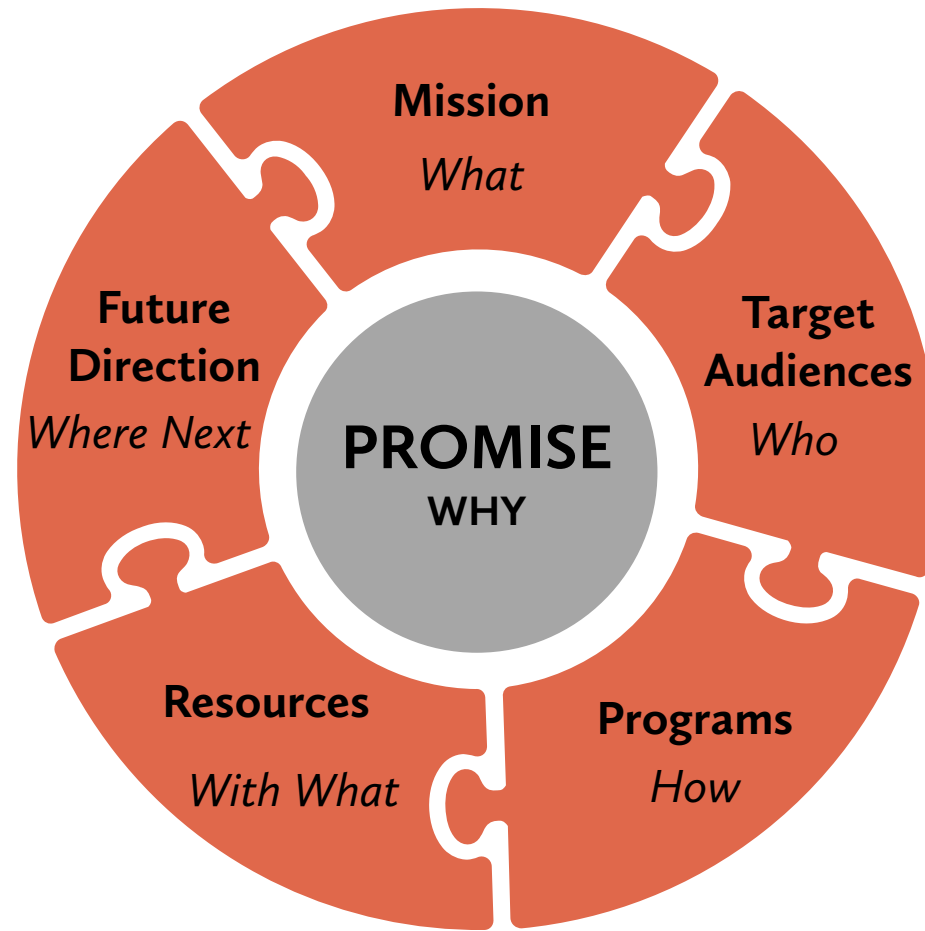 Mission
What
Target
Audiences
Who
Programs
How
Resources
With What
Future
Direction
Where Next
PROMISE
WHY